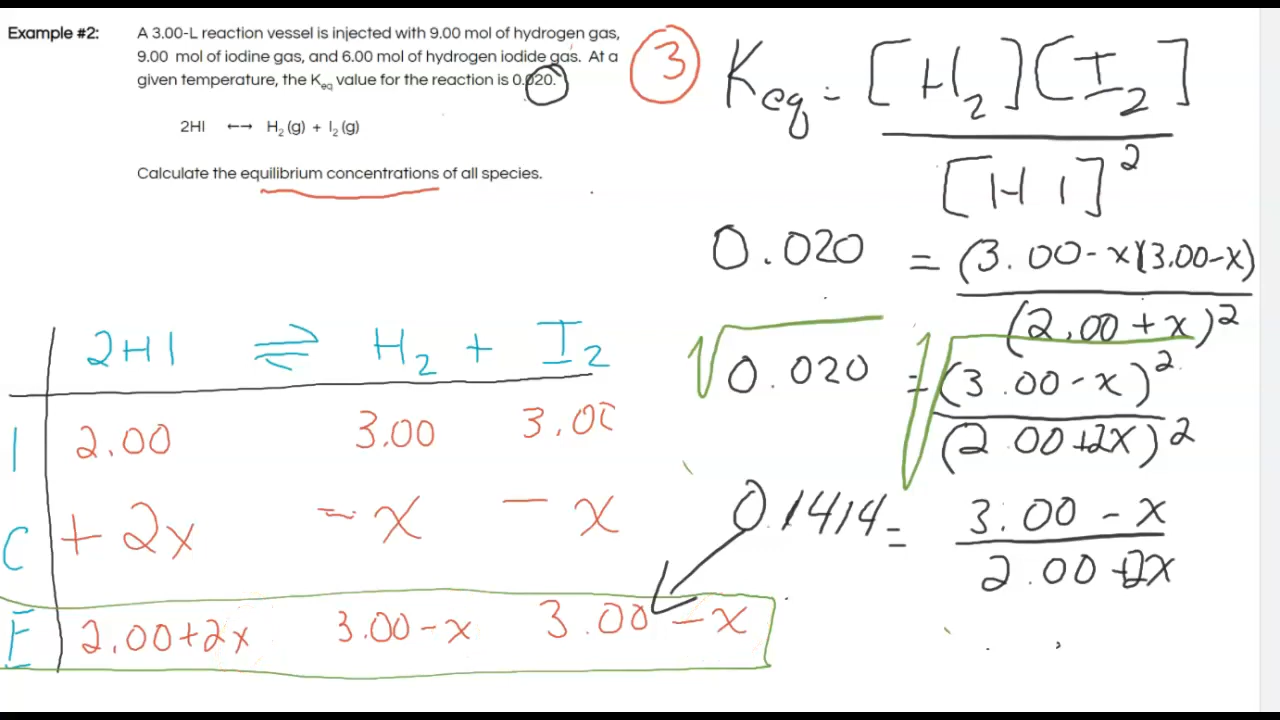 Example #2: A 3.00-L reaction vessel is injected with 9.00 mol of hydrogen gas,
9.00 mol of iodine gas, and 6.00 mol of hydrogen iodide gas. At a
given temperature, the Keq value for the reaction is 0.020.
2HI ←→ H₂ (g) + I₂ (g)
Calculate the equilibrium concentrations of all species.
2HI ⇌ H₂ + I₂
I 2.00 3.00 3.00
C + 2x - x - x
E 2.00+2x 3.00-x 3.00-x
3 Keq = [H₂][I₂]
[HI]²
0.020 = (3.00-x)(3.00-x)
(2.00+x)²
√0.020 = √(3.00-x)²
(2.00+2x)²
0.1414 = 3.00-x
2.00+2x